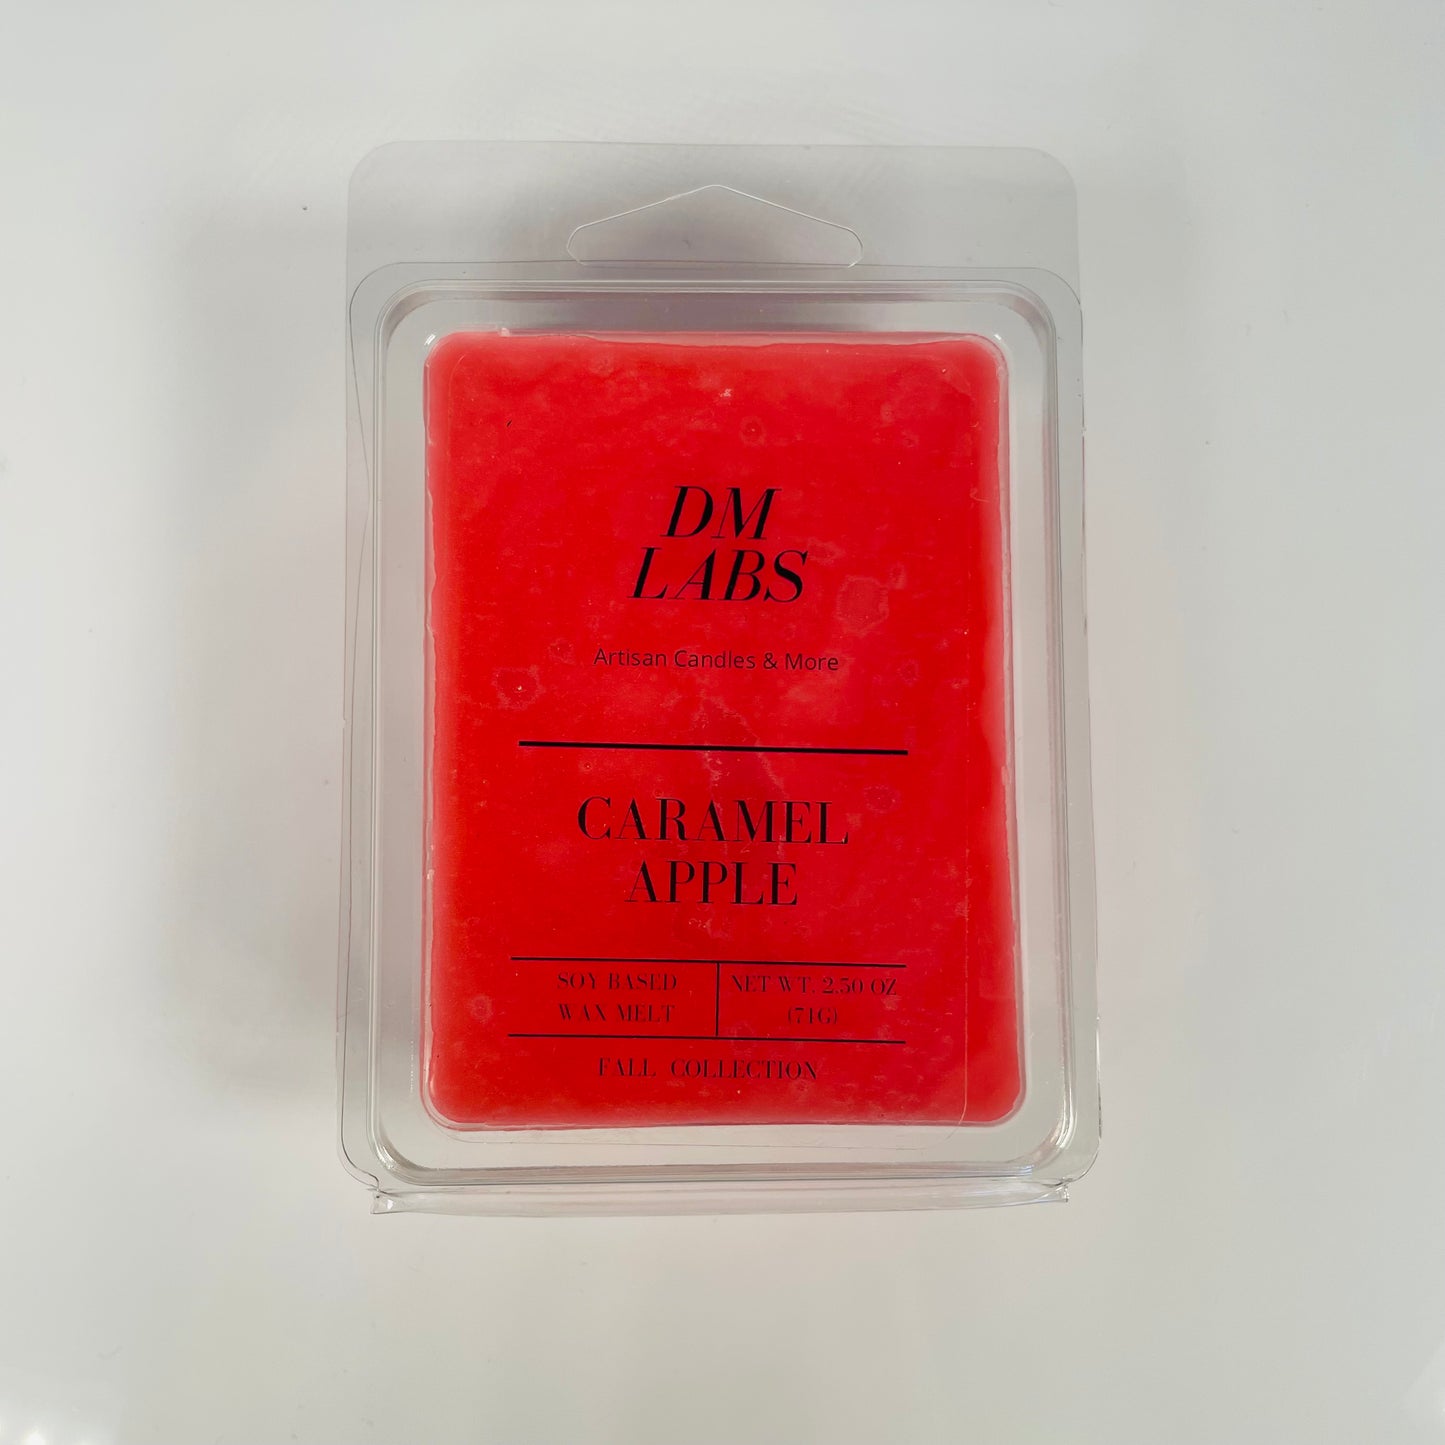 DM
LABS
Artisan Candles & More
CARAMEL
APPLE
SOY BASED
WAX MELT
NET WT. 2.50 OZ
(71G)
FALL COLLECTION